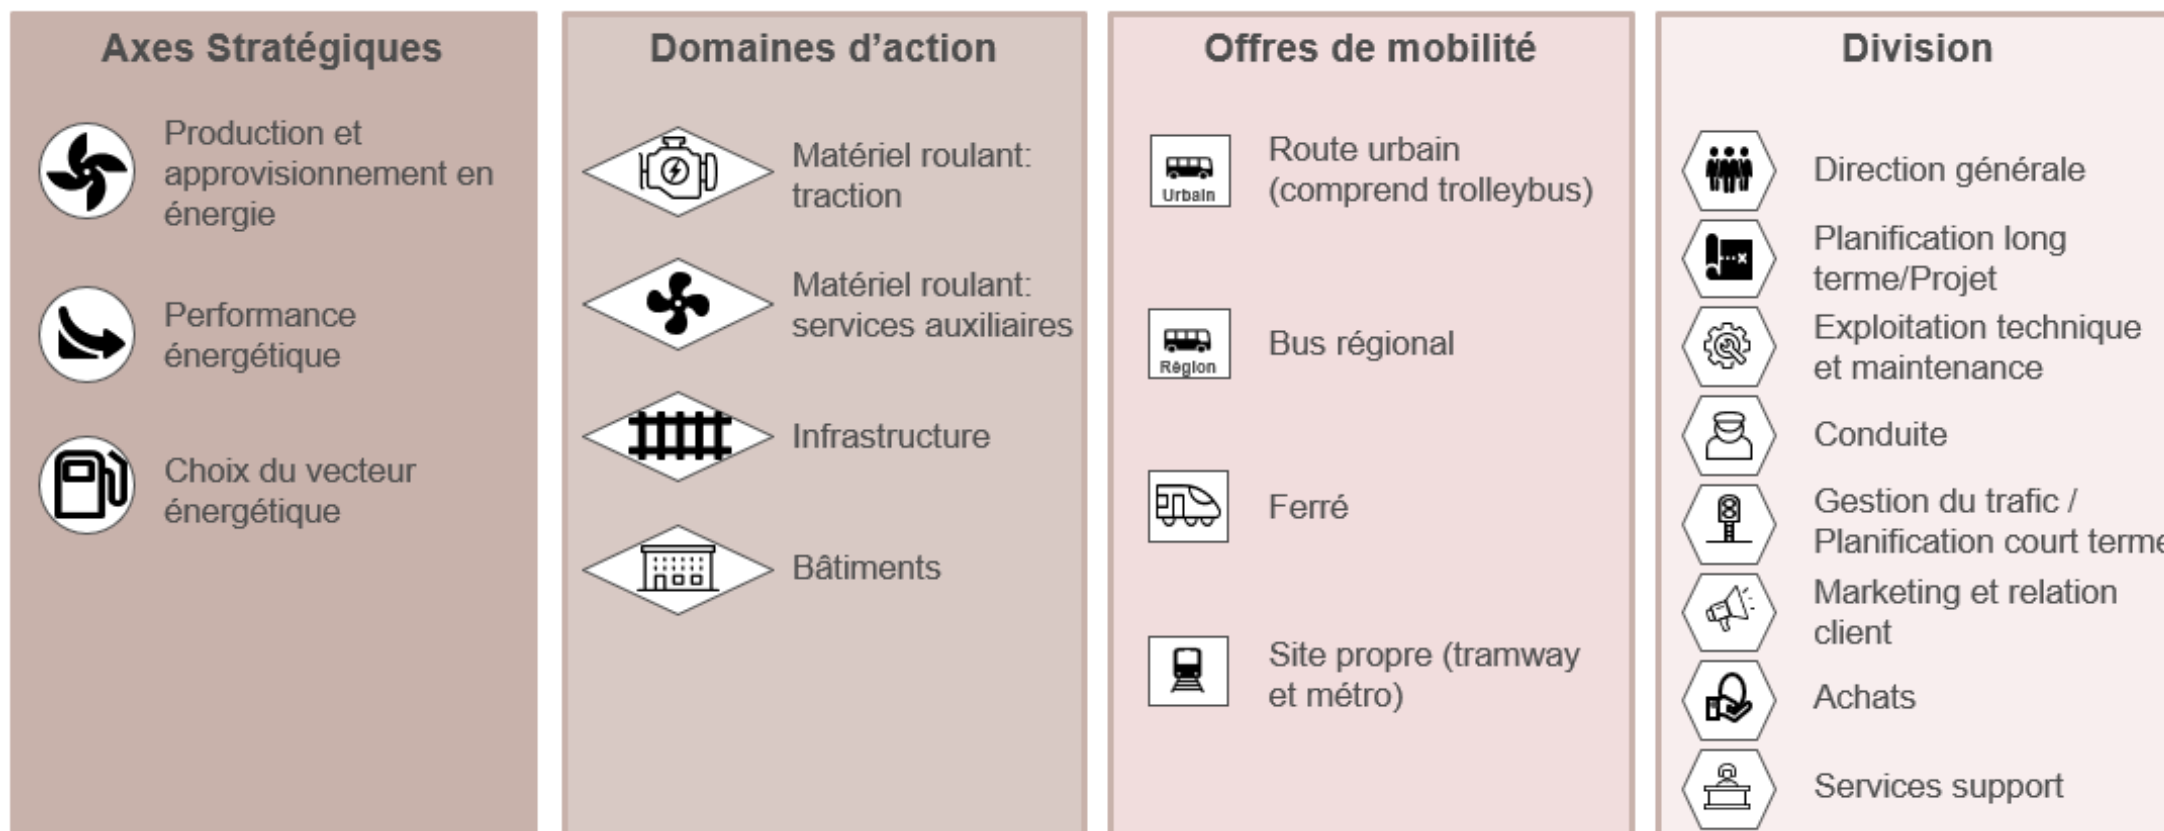 Axes Stratégiques
Production et
approvisionnement en
énergie
Performance
énergétique
Choix du vecteur
énergétique
Domaines d'action
Matériel roulant:
traction
Matériel roulant:
services auxiliaires
Infrastructure
Bâtiments
Offres de mobilité
Urbain
Route urbain
(comprend trolleybus)
Région
Bus régional
Ferré
Site propre (tramway
et métro)
Division
Direction générale
Planification long
terme/Projet
Exploitation technique
et maintenance
Conduite
Gestion du trafic /
Planification court terme
Marketing et relation
client
Achats
Services support